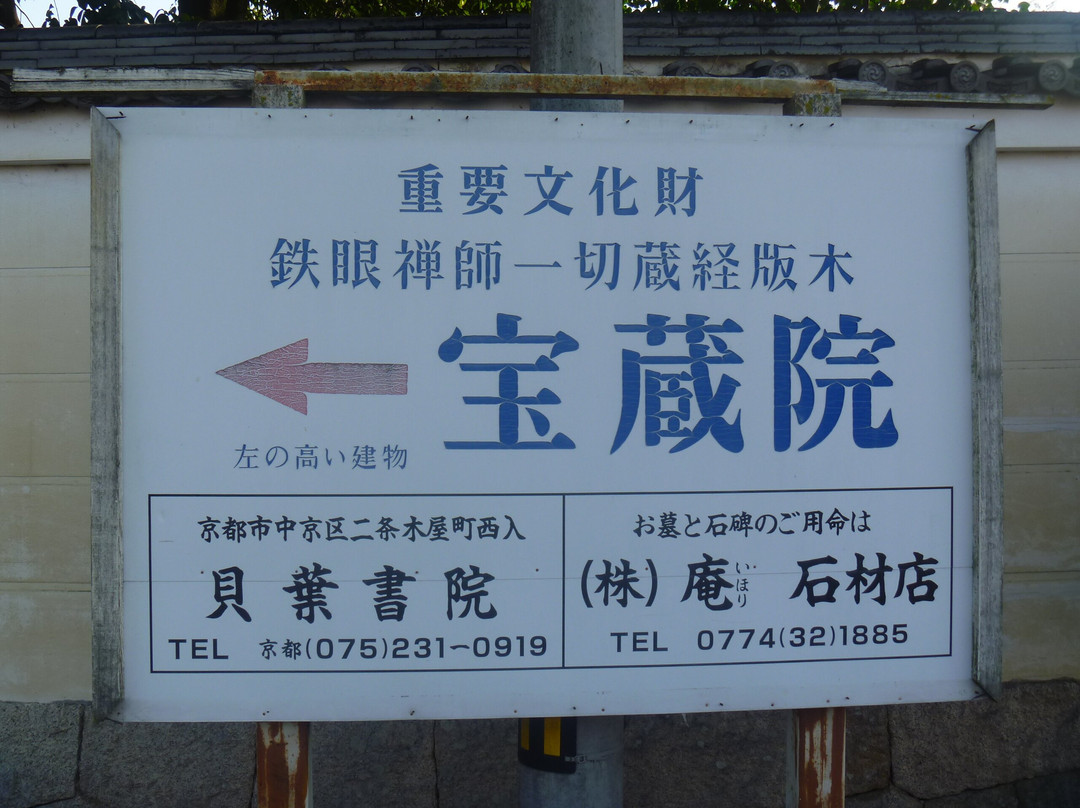 重要文化財
鉄眼禅師一切蔵経版木
宝蔵院
左の高い建物
京都市中京区二条木屋町西入
貝葉書院
TEL 京都(075)231-0919
お墓と石碑のご用命は
(株)庵 石材店
いほり
TEL 0774(32)1885